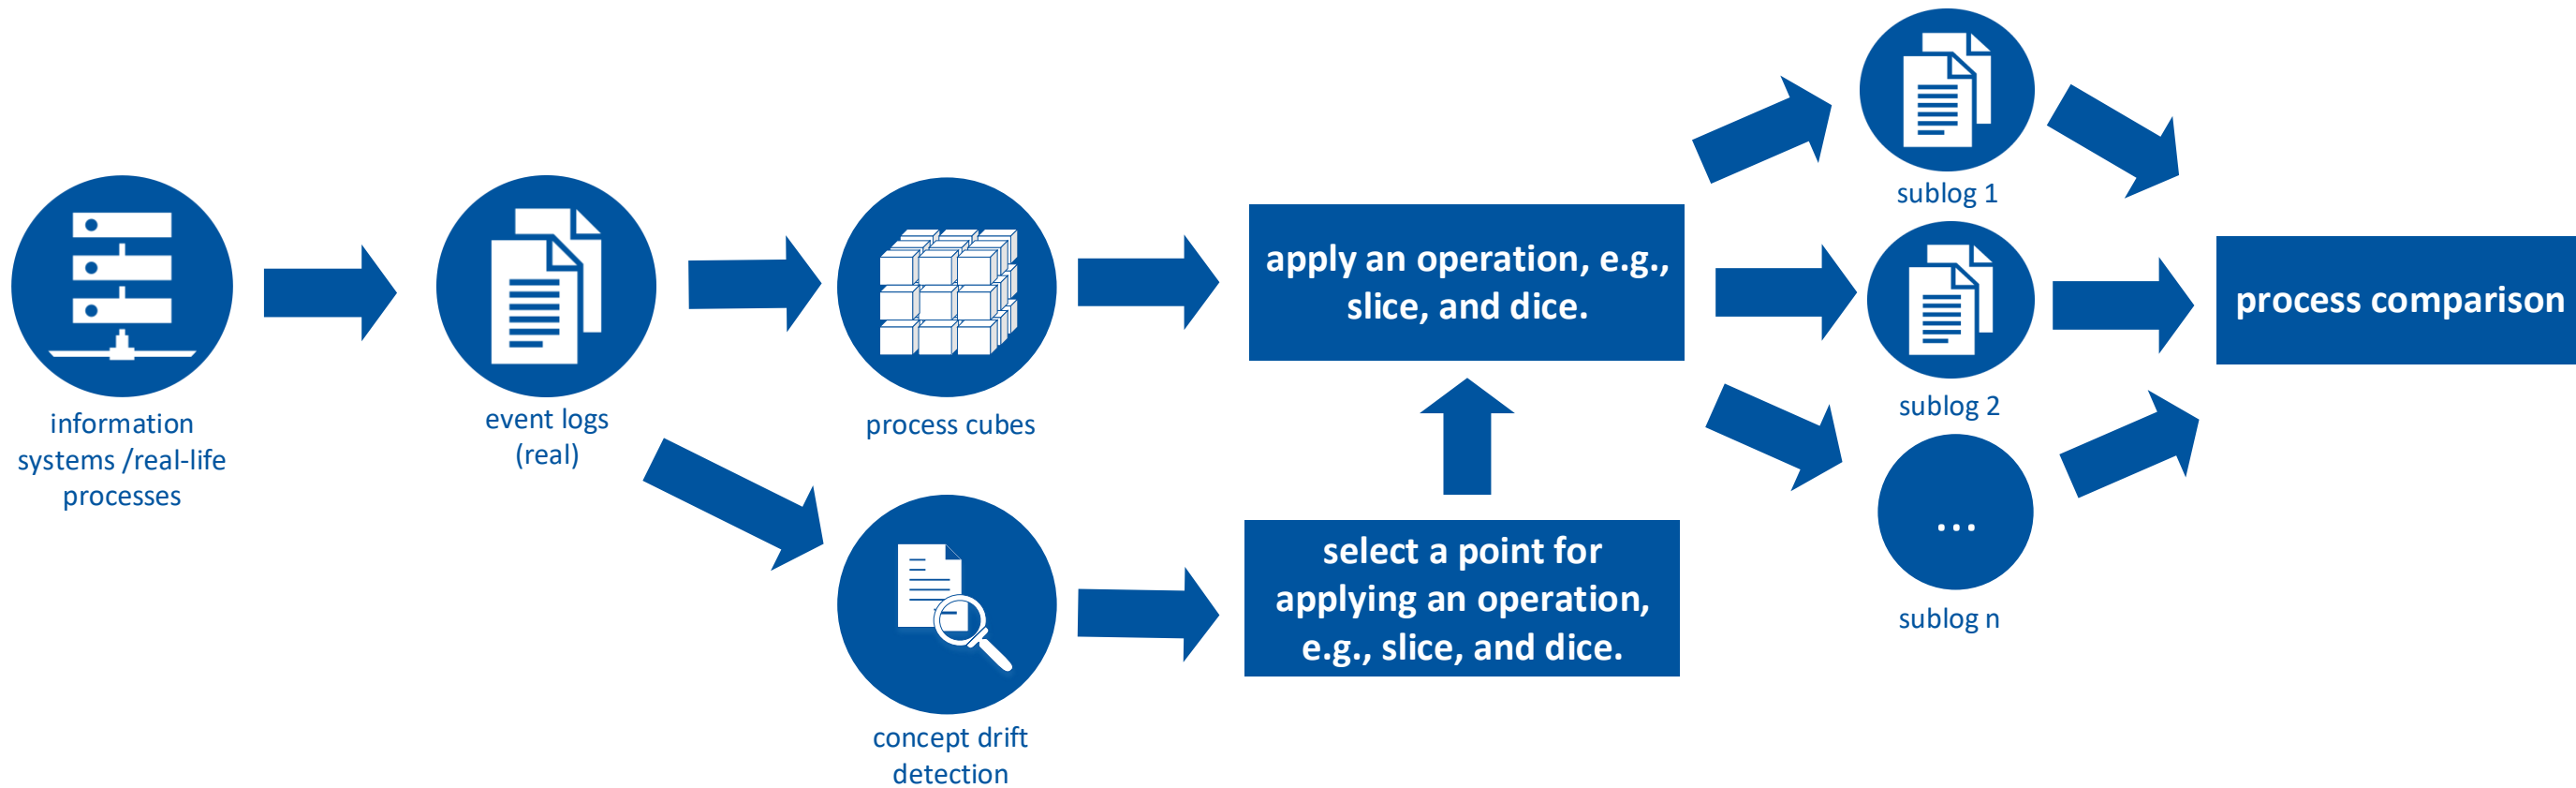 information
systems /real-life
processes
event logs
(real)
process cubes
concept drift
detection
apply an operation, e.g.,
slice, and dice.
select a point for
applying an operation,
e.g., slice, and dice.
sublog 1
sublog 2
...
sublog n
process comparison